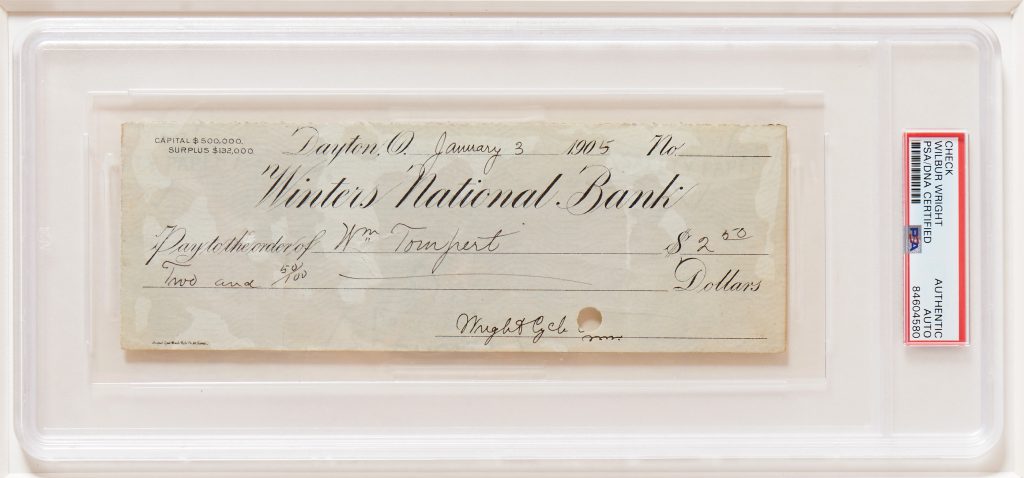 CAPITAL $500,000.
SURPLUS $132,000.
Dayton, O. January 3 1905 No.
Winters National Bank
Pay to the order of Wm Tompert $ 2 50
Two and 50/100 Dollars
Wright Cycle
CHECK
WILBUR WRIGHT
PSA/DNA CERTIFIED
PSA
AUTHENTIC
AUTO
84604580